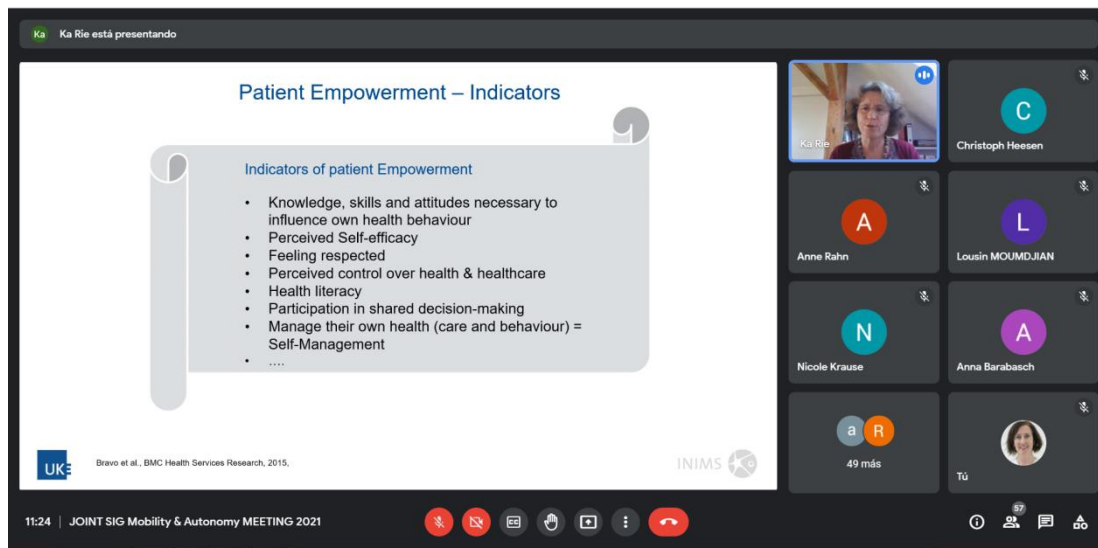 Ka
Ka Rie está presentando
Patient Empowerment – Indicators
Indicators of patient Empowerment
• Knowledge, skills and attitudes necessary to
influence own health behaviour
• Perceived Self-efficacy
• Feeling respected
• Perceived control over health & healthcare
• Health literacy
• Participation in shared decision-making
• Manage their own health (care and behaviour) =
Self-Management
• ....
UKE
Bravo et al., BMC Health Services Research, 2015,
INIMS
Ka Rie
C
Christoph Heesen
A
Anne Rahn
L
Lousin MOUMDJIAN
N
Nicole Krause
A
Anna Barabasch
a R
49 más
Tú
11:24 | JOINT SIG Mobility & Autonomy MEETING 2021
CC
57